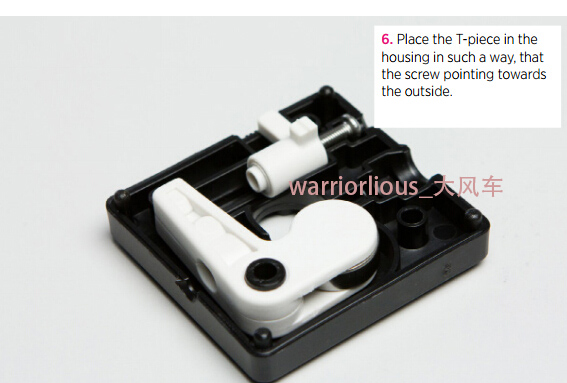 6. Place the T-piece in the
housing in such a way, that
the screw pointing towards
the outside.
warriorlious_大风车